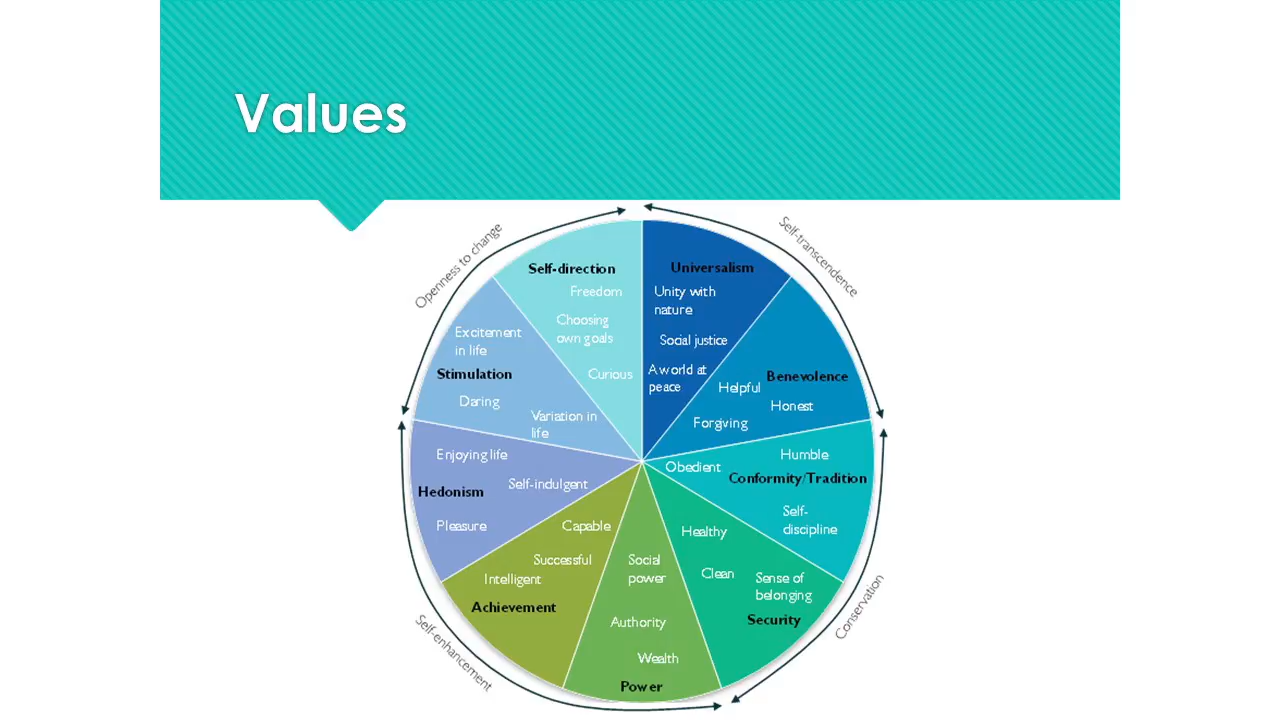 Values
Openness to change
Self-transcendence
Self-direction
Freedom
Choosing
own goals
Curious
Universalism
Unity with
nature
Social justice
A world at
peace
Benevolence
Helpful
Honest
Forgiving
Humble
Obedient
Conformity/Tradition
Self-
discipline
Healthy
Clean
Sense of
belonging
Security
Conservation
Social
power
Authority
Wealth
Power
Capable
Successful
Intelligent
Achievement
Self-enhancement
Enjoying life
Self-indulgent
Hedonism
Pleasure
Excitement
in life
Stimulation
Daring
Variation in
life